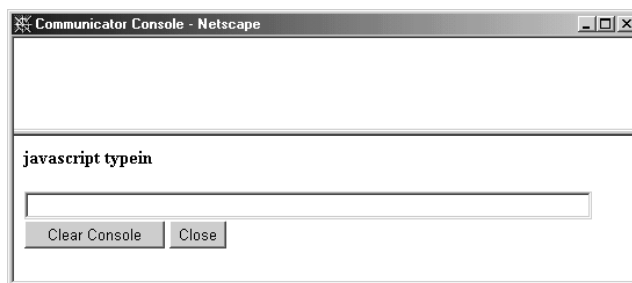 Communicator Console - Netscape
javascript typein
Clear Console Close